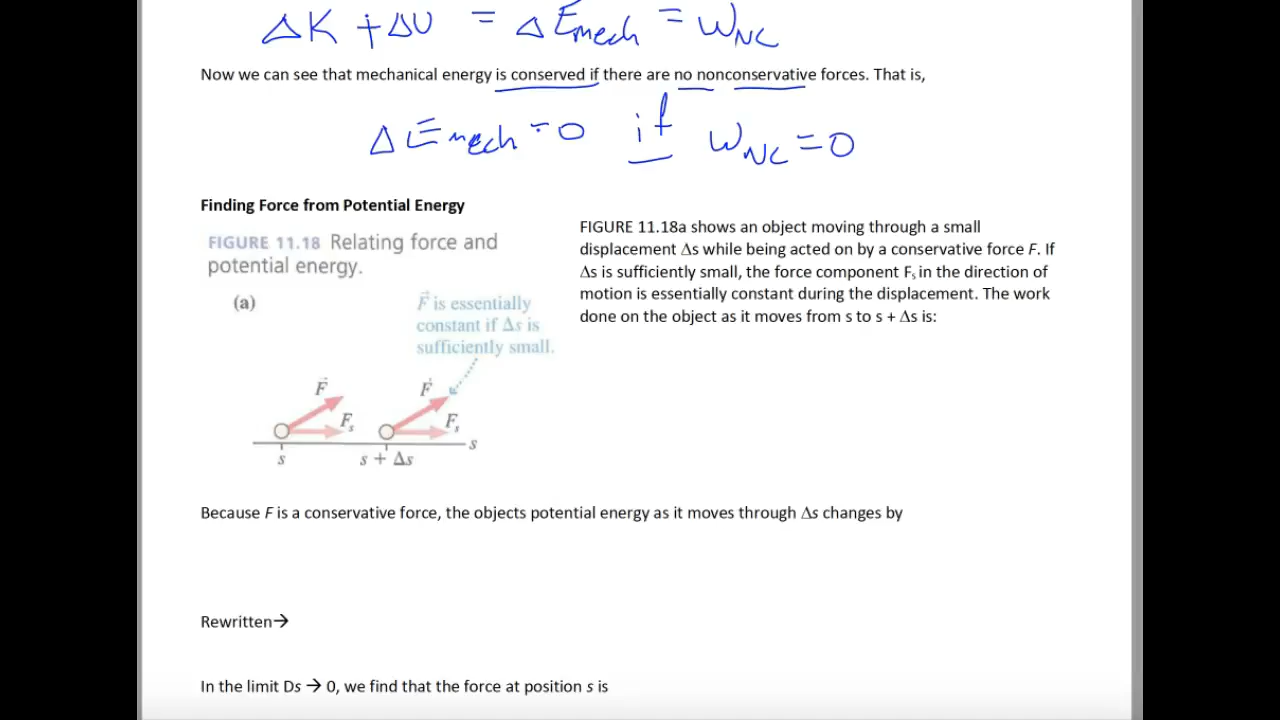 ΔK + ΔU = ΔEmech = WNC
Now we can see that mechanical energy is conserved if there are no nonconservative forces. That is,
ΔEmech = 0 if WNC = 0
Finding Force from Potential Energy
FIGURE 11.18 Relating force and
potential energy.
(a)
F⃗ is essentially
constant if Δs is
sufficiently small.
F⃗ F⃗
Fs Fs
s
s s + Δs
FIGURE 11.18a shows an object moving through a small
displacement Δs while being acted on by a conservative force F. If
Δs is sufficiently small, the force component Fs in the direction of
motion is essentially constant during the displacement. The work
done on the object as it moves from s to s + Δs is:
Because F is a conservative force, the objects potential energy as it moves through Δs changes by
Rewritten→
In the limit Ds → 0, we find that the force at position s is